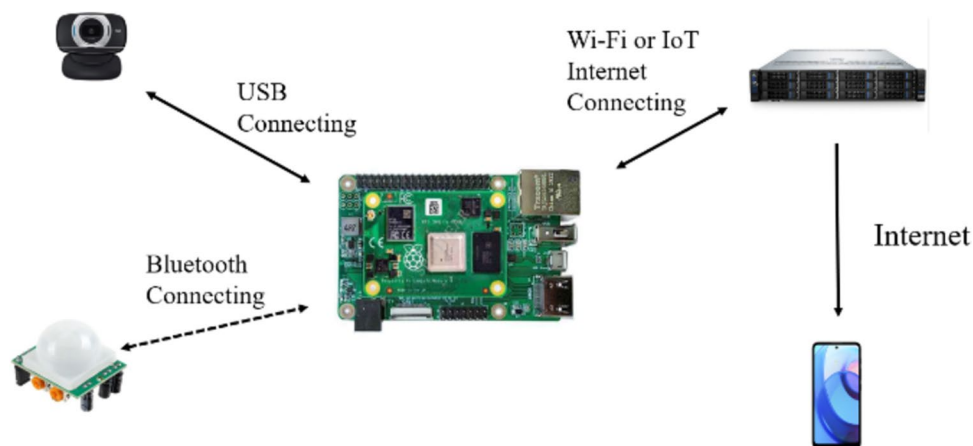 USB
Connecting
Wi-Fi or IoT
Internet
Connecting
Internet
Bluetooth
Connecting